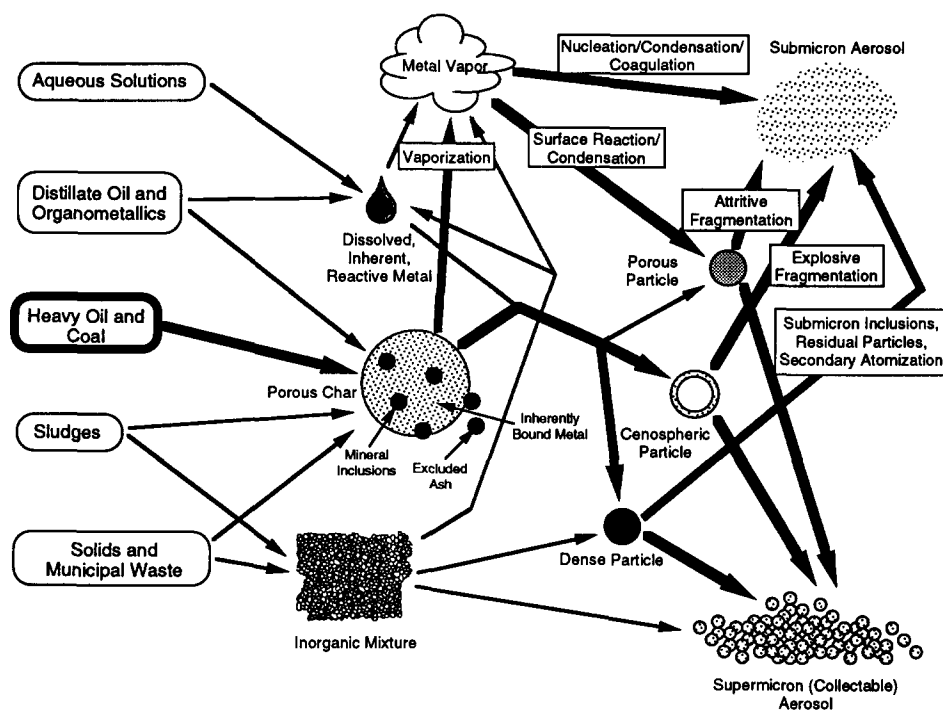 Aqueous Solutions
Distillate Oil and
Organometallics
Heavy Oil and
Coal
Sludges
Solids and
Municipal Waste
Metal Vapor
Vaporization
Dissolved,
Inherent,
Reactive Metal
Porous Char
Mineral
Inclusions
Excluded
Ash
Inherently
Bound Metal
Inorganic Mixture
Nucleation/Condensation/
Coagulation
Surface Reaction/
Condensation
Submicron Aerosol
Attritive
Fragmentation
Porous
Particle
Explosive
Fragmentation
Submicron Inclusions,
Residual Particles,
Secondary Atomization
Cenospheric
Particle
Dense Particle
Supermicron (Collectable)
Aerosol